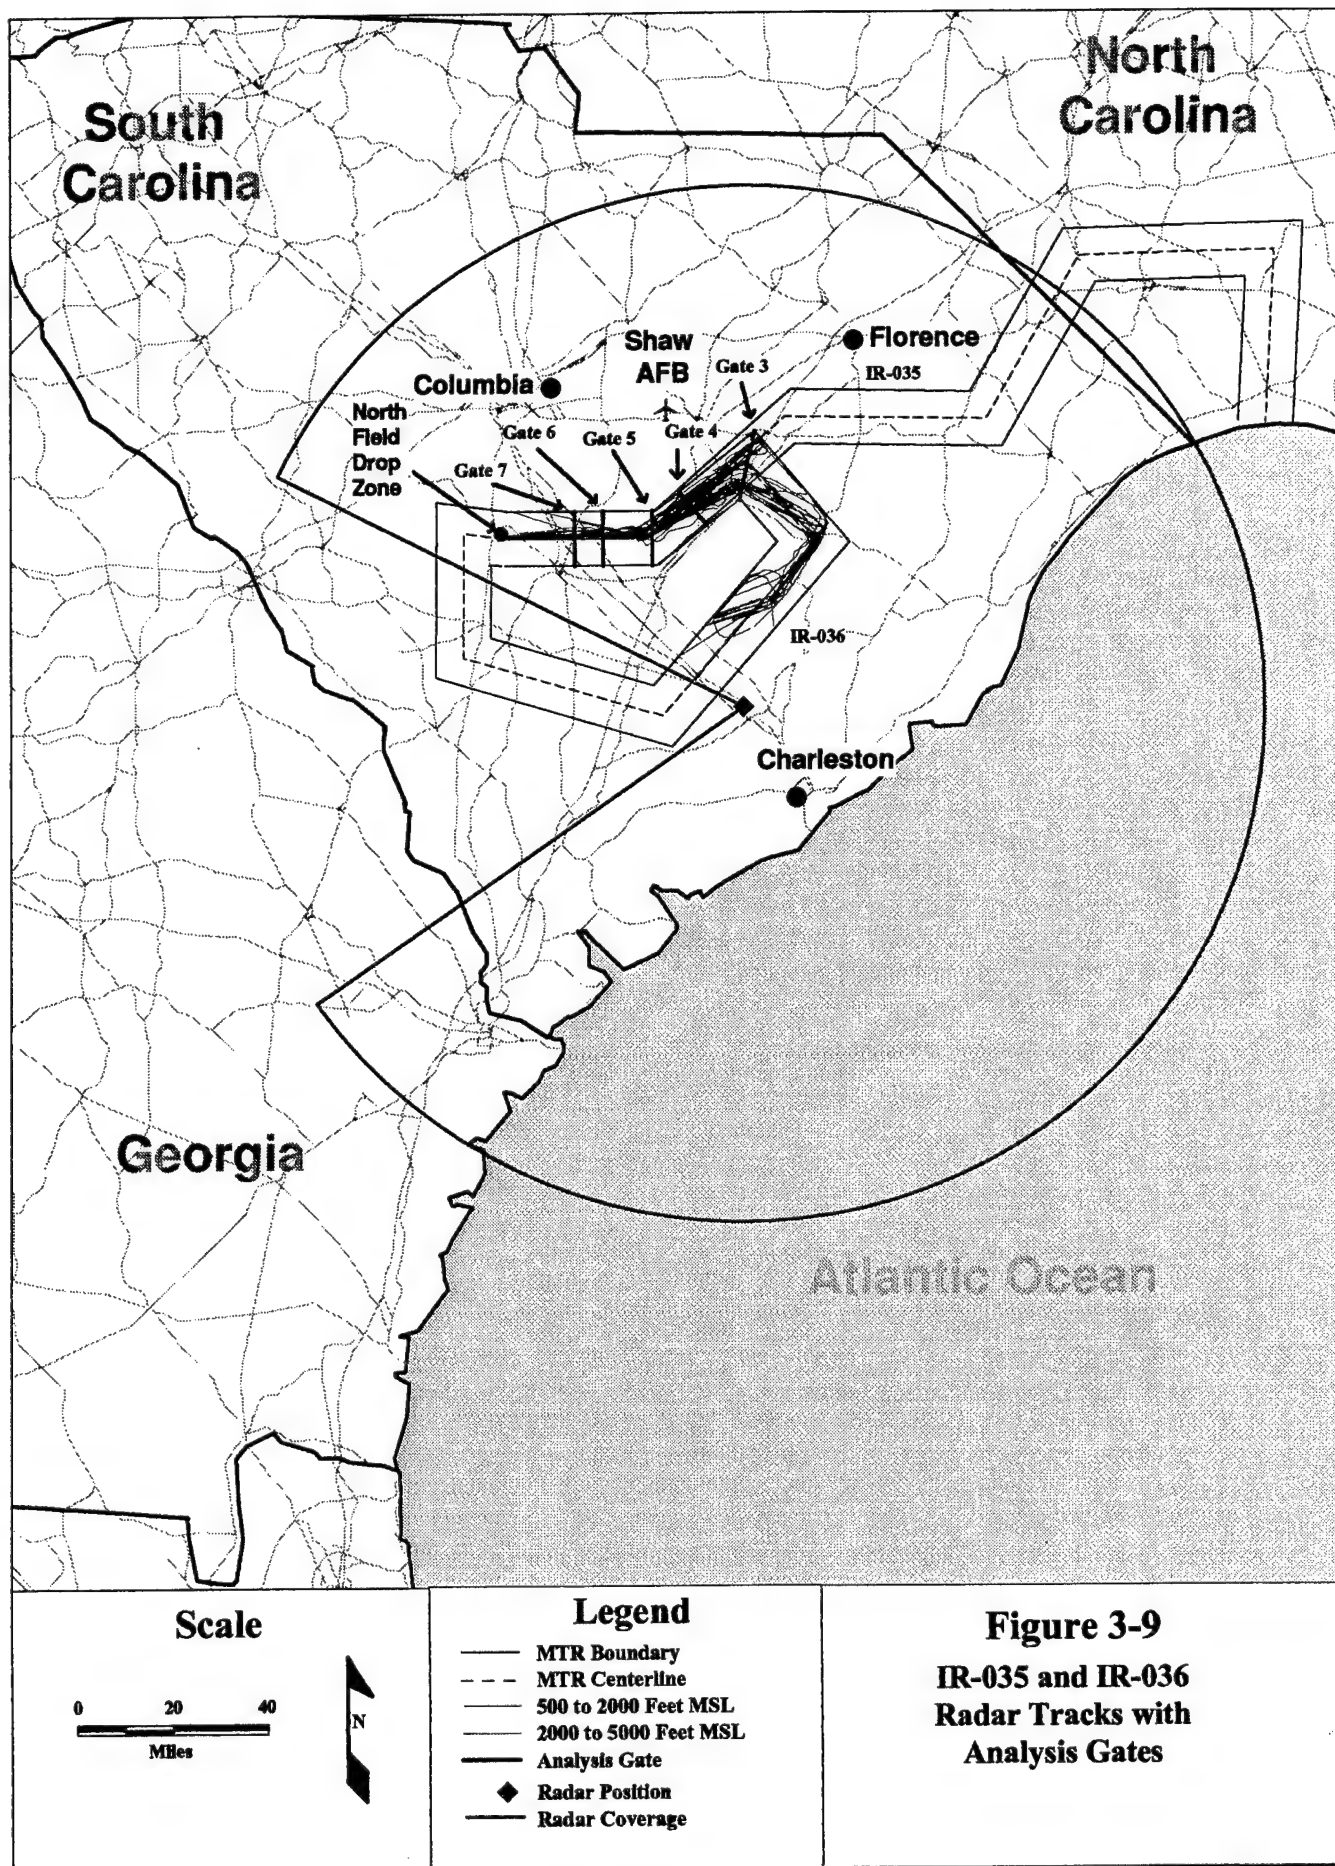 North
Carolina
South
Carolina
Florence
Shaw
AFB
Gate 3
IR-035
Columbia
North
Field
Drop
Zone
Gate 6
Gate 5
Gate 4
Gate 7
IR-036
Charleston
Georgia
Atlantic Ocean
Scale
0 20 40
Miles
N
Legend
MTR Boundary
MTR Centerline
500 to 2000 Feet MSL
2000 to 5000 Feet MSL
Analysis Gate
Radar Position
Radar Coverage
Figure 3-9
IR-035 and IR-036
Radar Tracks with
Analysis Gates